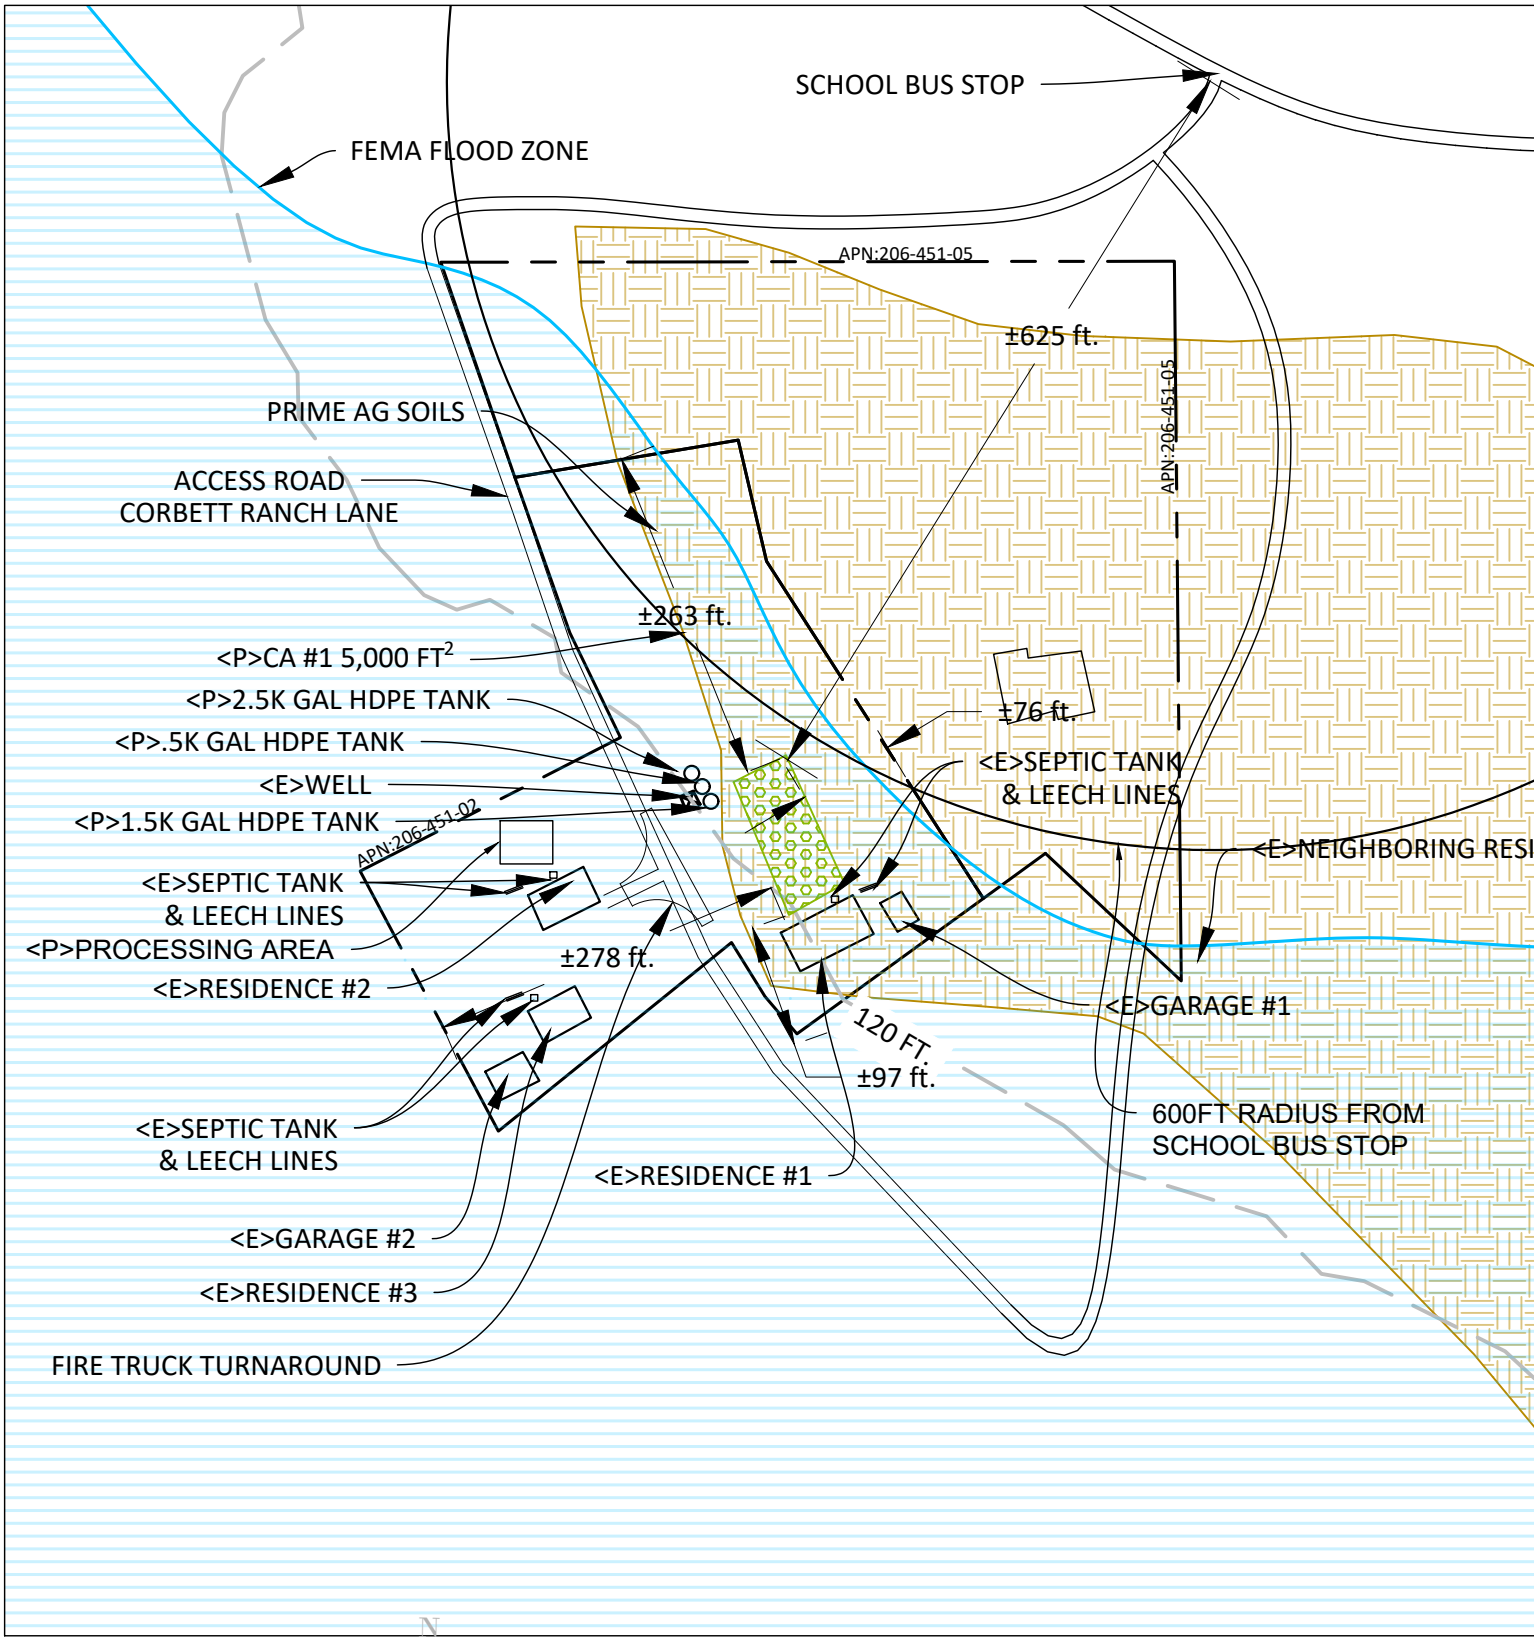 SCHOOL BUS STOP
FEMA FLOOD ZONE
APN:206-451-05
±625 ft.
APN:206-451-05
PRIME AG SOILS
ACCESS ROAD
CORBETT RANCH LANE
±263 ft.
<P>CA #1 5,000 FT²
<P>2.5K GAL HDPE TANK
±76 ft.
<P>.5K GAL HDPE TANK
<E>SEPTIC TANK
& LEECH LINES
<E>WELL
<P>1.5K GAL HDPE TANK
APN:206-451-02
<E>NEIGHBORING RESI
<E>SEPTIC TANK
& LEECH LINES
<P>PROCESSING AREA
±278 ft.
<E>RESIDENCE #2
<E>GARAGE #1
120 FT.
±97 ft.
600FT RADIUS FROM
SCHOOL BUS STOP
<E>SEPTIC TANK
& LEECH LINES
<E>RESIDENCE #1
<E>GARAGE #2
<E>RESIDENCE #3
FIRE TRUCK TURNAROUND
N